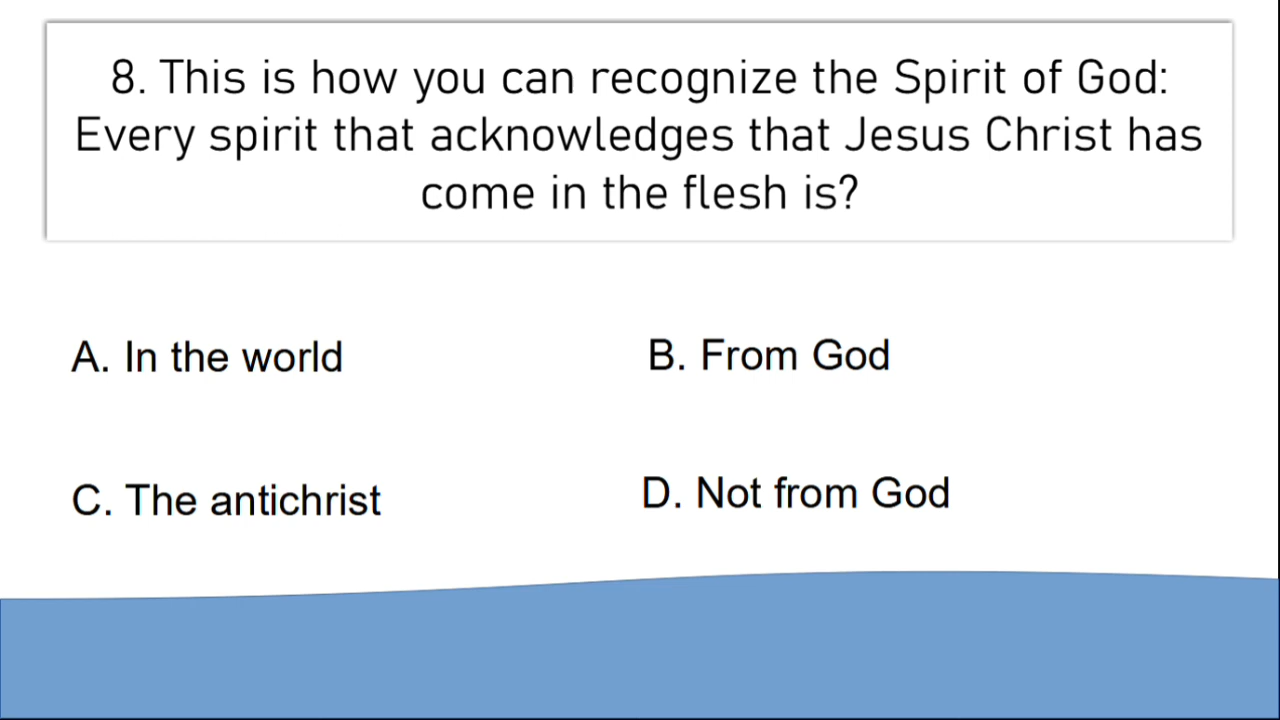 8. This is how you can recognize the Spirit of God:
Every spirit that acknowledges that Jesus Christ has
come in the flesh is?
A. In the world
B. From God
C. The antichrist
D. Not from God